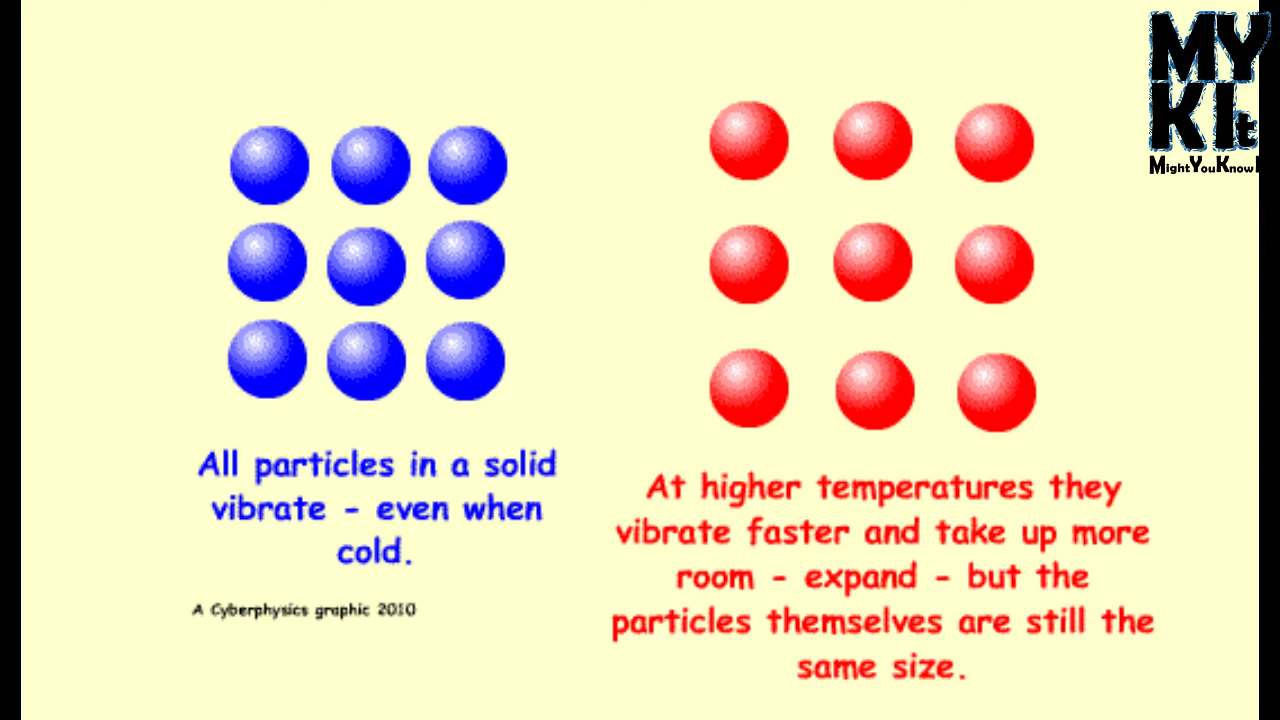 MY
KIt
MightYouKnow
All particles in a solid
vibrate - even when
cold.
A Cyberphysics graphic 2010
At higher temperatures they
vibrate faster and take up more
room - expand - but the
particles themselves are still the
same size.